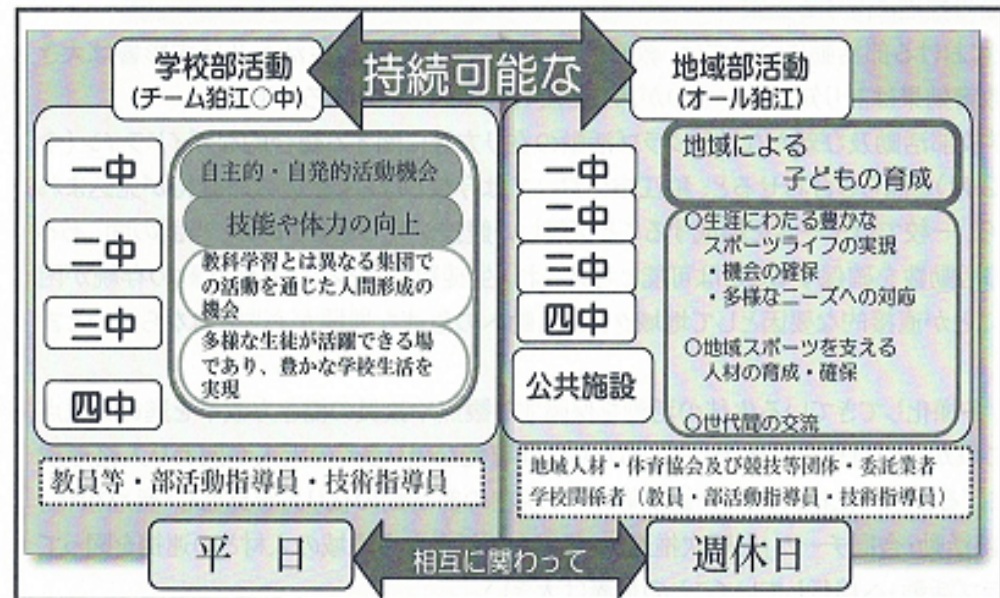 持続可能な
学校部活動
(チーム狛江○中)
一中
二中
三中
四中
自主的・自発的活動機会
技能や体力の向上
教科学習とは異なる集団で
の活動を通じた人間形成の
機会
多様な生徒が活躍できる場
であり、豊かな学校生活を
実現
教員等・部活動指導員・技術指導員
平 日
地域部活動
(オール狛江)
一中
二中
三中
四中
公共施設
地域による
子どもの育成
○生涯にわたる豊かな
スポーツライフの実現
・機会の確保
・多様なニーズへの対応
○地域スポーツを支える
人材の育成・確保
○世代間の交流
地域人材・体育協会及び競技等団体・委託業者
学校関係者(教員・部活動指導員・技術指導員)
週休日
相互に関わって